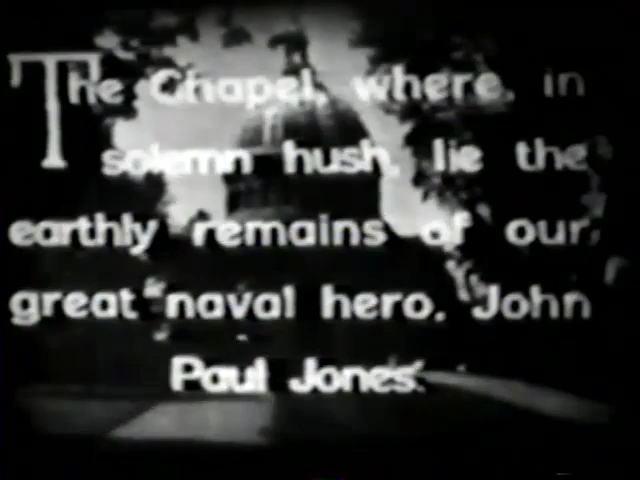 The Chapel, where, in
solemn hush, lie the
earthly remains of our
great naval hero, John
Paul Jones.